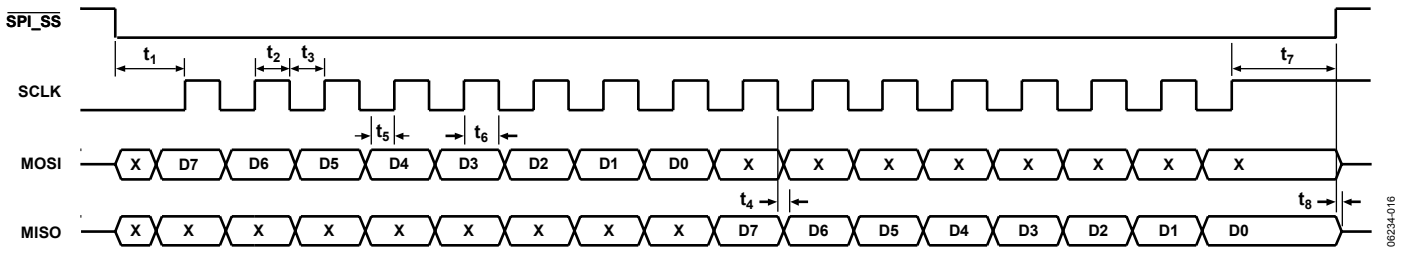 SPI_SS
t1 t2 t3 t7
SCLK
t5 t6
MOSI X D7 D6 D5 D4 D3 D2 D1 D0 X X X X X X X X
t4 t8
MISO X X X X X X X X X D7 D6 D5 D4 D3 D2 D1 D0
06234-016